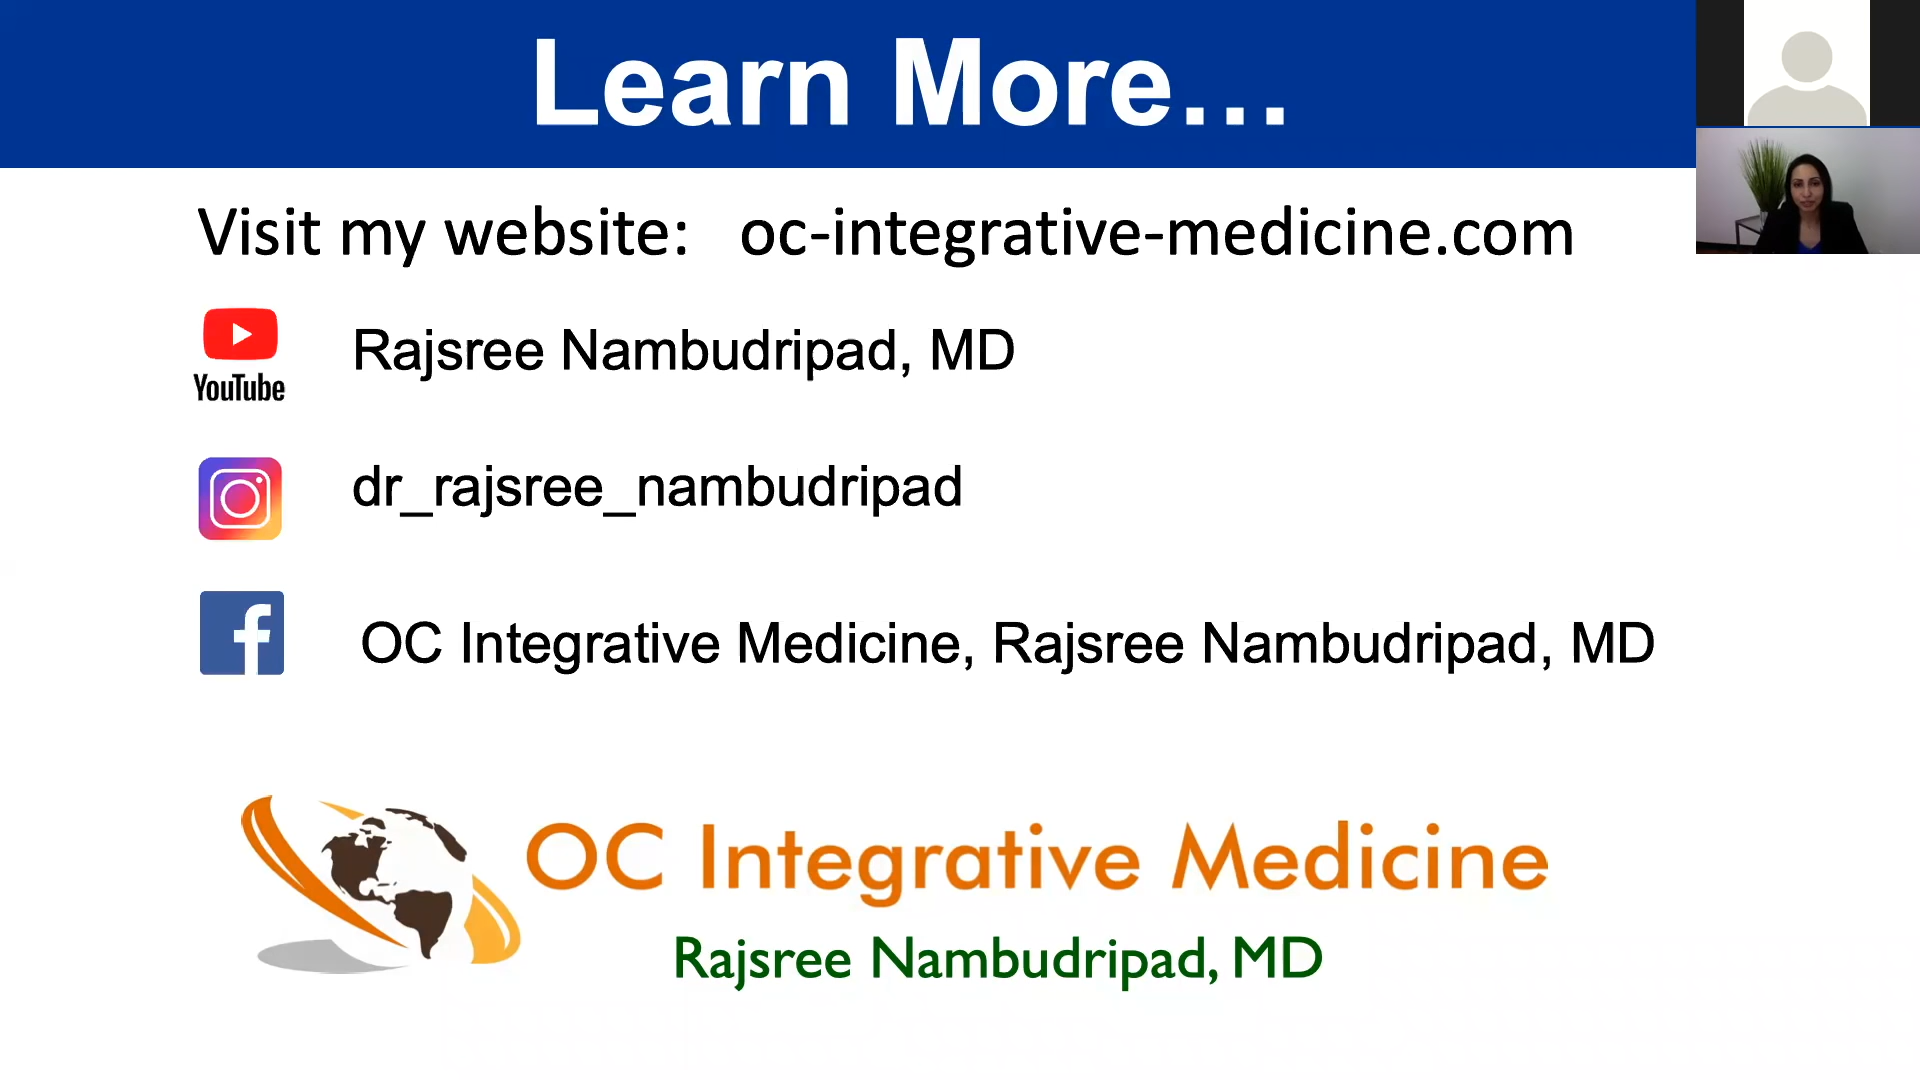 Learn More...
Visit my website: oc-integrative-medicine.com
YouTube
Rajsree Nambudripad, MD
dr_rajsree_nambudripad
OC Integrative Medicine, Rajsree Nambudripad, MD
OC Integrative Medicine
Rajsree Nambudripad, MD